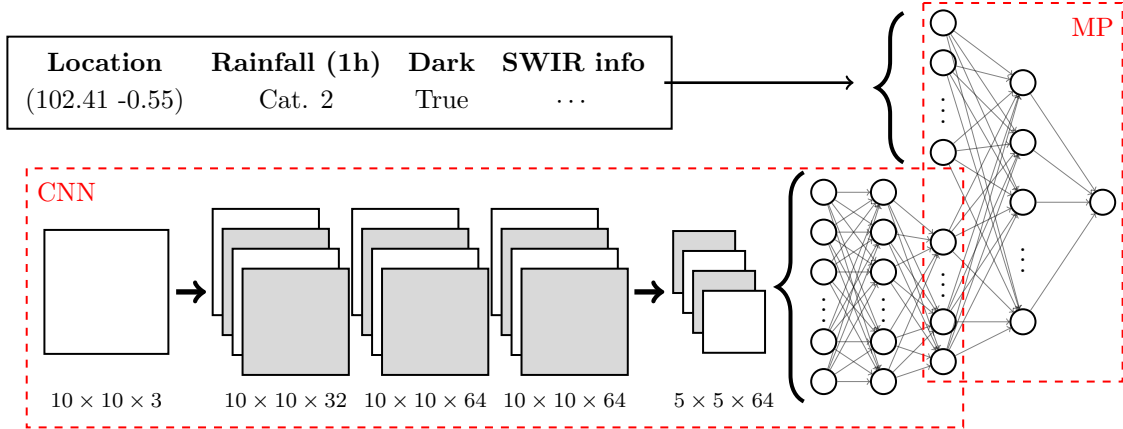 MP
Location Rainfall (1h) Dark SWIR info
(102.41 -0.55) Cat. 2 True ⋯
CNN
10 × 10 × 3 10 × 10 × 32 10 × 10 × 64 10 × 10 × 64 5 × 5 × 64